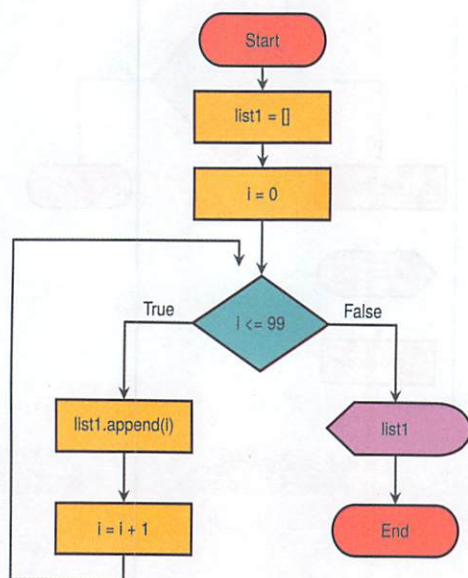 Start
list1 = []
i = 0
i <= 99
True
False
list1.append(i)
list1
i = i + 1
End